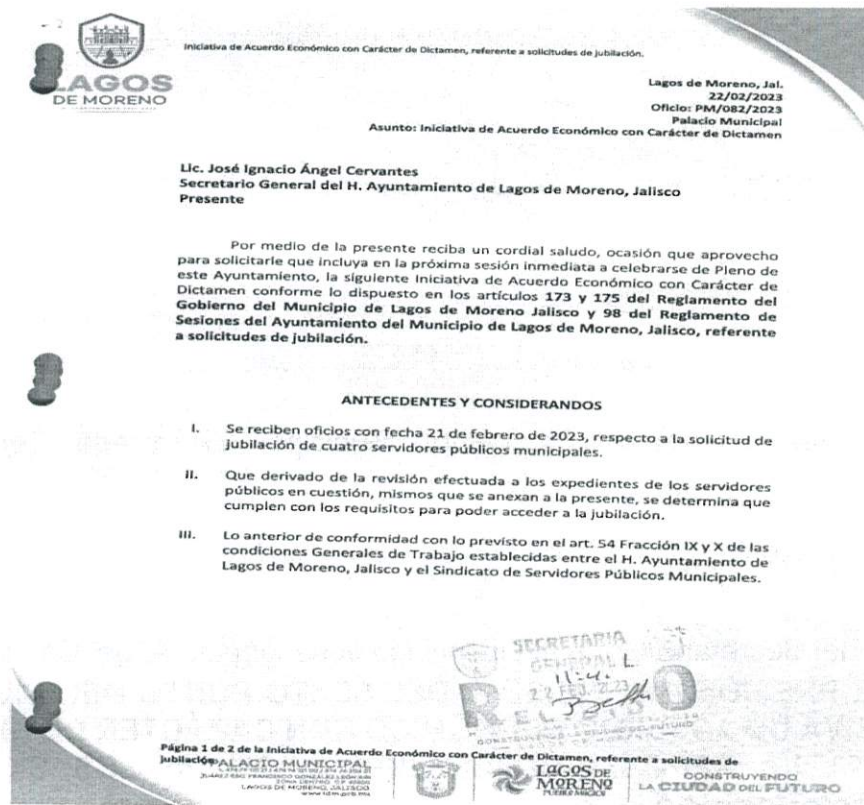 Iniciativa de Acuerdo Económico con Carácter de Dictamen, referente a solicitudes de jubilación.
LAGOS
DE MORENO
Lagos de Moreno, Jal.
22/02/2023
Oficio: PM/082/2023
Palacio Municipal
Asunto: Iniciativa de Acuerdo Económico con Carácter de Dictamen
Lic. José Ignacio Ángel Cervantes
Secretario General del H. Ayuntamiento de Lagos de Moreno, Jalisco
Presente
Por medio de la presente reciba un cordial saludo, ocasión que aprovecho
para solicitarle que incluya en la próxima sesión inmediata a celebrarse de Pleno de
este Ayuntamiento, la siguiente Iniciativa de Acuerdo Económico con Carácter de
Dictamen conforme lo dispuesto en los artículos 173 y 175 del Reglamento del
Gobierno del Municipio de Lagos de Moreno Jalisco y 98 del Reglamento de
Sesiones del Ayuntamiento del Municipio de Lagos de Moreno, Jalisco, referente
a solicitudes de jubilación.
ANTECEDENTES Y CONSIDERANDOS
I. Se reciben oficios con fecha 21 de febrero de 2023, respecto a la solicitud de
jubilación de cuatro servidores públicos municipales.
II. Que derivado de la revisión efectuada a los expedientes de los servidores
públicos en cuestión, mismos que se anexan a la presente, se determina que
cumplen con los requisitos para poder acceder a la jubilación.
III. Lo anterior de conformidad con lo previsto en el art. 54 Fracción IX y X de las
condiciones Generales de Trabajo establecidas entre el H. Ayuntamiento de
Lagos de Moreno, Jalisco y el Sindicato de Servidores Públicos Municipales.
SECRETARIA
GENERAL
22 FEB. 2023
Página 1 de 2 de la Iniciativa de Acuerdo Económico con Carácter de Dictamen, referente a solicitudes de
jubilación
PALACIO MUNICIPAL
LAGOS DE MORENO, JALISCO
LAGOS DE
MORENO
PUEBLO MÁGICO
CONSTRUYENDO
LA CIUDAD DEL FUTURO